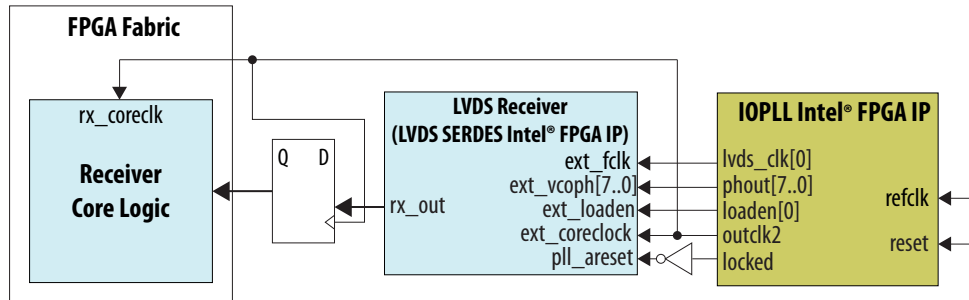 FPGA Fabric
rx_coreclk
Receiver
Core Logic
Q D
LVDS Receiver
(LVDS SERDES Intel® FPGA IP)
ext_fclk
ext_vcoph[7..0]
ext_loaden
ext_coreclock
pll_areset
rx_out
IOPLL Intel® FPGA IP
lvds_clk[0]
phout[7..0]
loaden[0]
outclk2
locked
refclk
reset